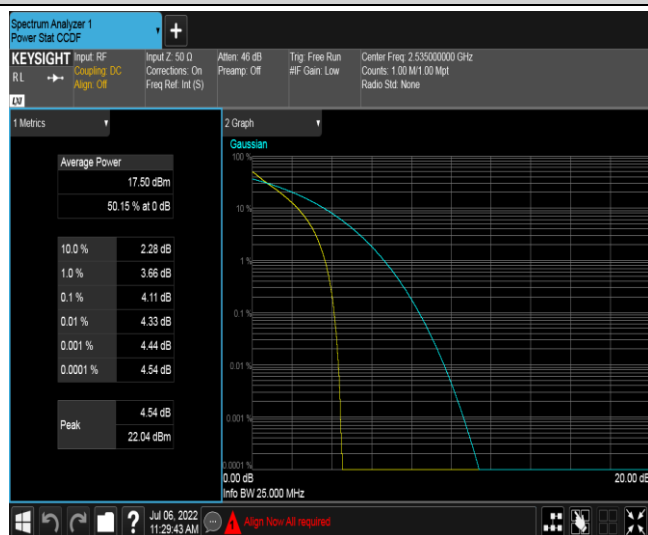 Spectrum Analyzer 1
Power Stat CCDF
+
KEYSIGHT Input: RF Input Z: 50 Ω Atten: 46 dB Trig: Free Run Center Freq: 2.535000000 GHz
RL Coupling: DC Corrections: On Preamp: Off #IF Gain: Low Counts: 1.00 M/1.00 Mpt
Align: Off Freq Ref: Int (S) Radio Std: None
LXI
1 Metrics
Average Power
17.50 dBm
50.15 % at 0 dB
10.0 % 2.28 dB
1.0 % 3.66 dB
0.1 % 4.11 dB
0.01 % 4.33 dB
0.001 % 4.44 dB
0.0001 % 4.54 dB
Peak 4.54 dB
22.04 dBm
2 Graph
Gaussian
100 %
10 %
1 %
0.1 %
0.01 %
0.001 %
0.0001 %
0.00 dB 20.00 dB
Info BW 25.000 MHz
? Jul 06, 2022
11:29:43 AM
1 Align Now All required